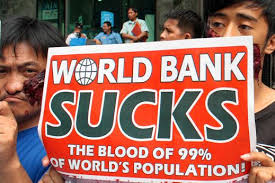 WORLD BANK
SUCKS
THE BLOOD OF 99%
OF WORLD'S POPULATION!